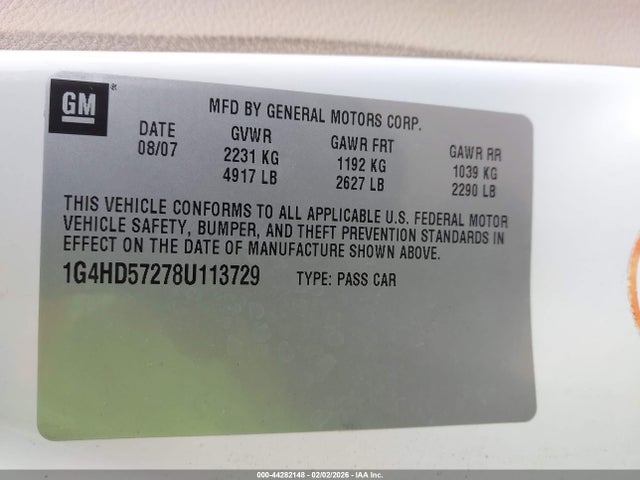 GM
MFD BY GENERAL MOTORS CORP.
DATE GVWR GAWR FRT GAWR RR
08/07 2231 KG 1192 KG 1039 KG
4917 LB 2627 LB 2290 LB
THIS VEHICLE CONFORMS TO ALL APPLICABLE U.S. FEDERAL MOTOR
VEHICLE SAFETY, BUMPER, AND THEFT PREVENTION STANDARDS IN
EFFECT ON THE DATE OF MANUFACTURE SHOWN ABOVE.
1G4HD57278U113729 TYPE: PASS CAR
000-44282148 - 02/02/2026 - IAA Inc.